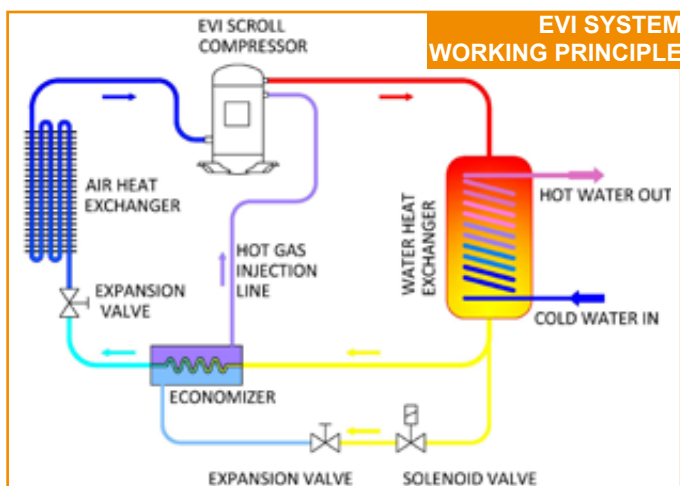 EVI SYSTEM
WORKING PRINCIPLE
EVI SCROLL
COMPRESSOR
AIR HEAT
EXCHANGER
HOT WATER OUT
WATER HEAT
EXCHANGER
HOT GAS
INJECTION
LINE
EXPANSION
VALVE
COLD WATER IN
ECONOMIZER
EXPANSION VALVE
SOLENOID VALVE